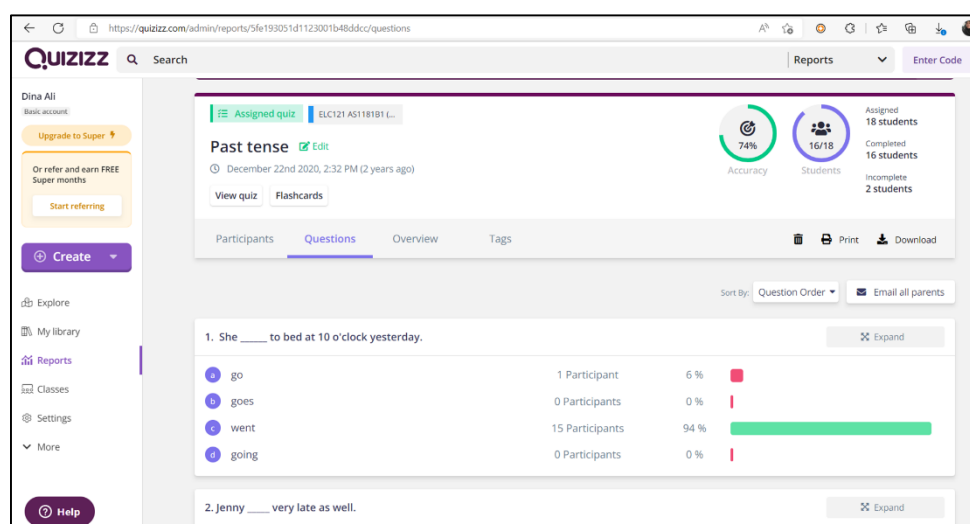 https://quizizz.com/admin/reports/5fe193051d1123001b48ddcc/questions
QUIZIZZ Search Reports Enter Code
Dina Ali
Basic account
Upgrade to Super
Or refer and earn FREE
Super months
Start referring
Create
Explore
My library
Reports
Classes
Settings
More
Help
Assigned quiz ELC121 AS1181B1 (...
Past tense Edit
December 22nd 2020, 2:32 PM (2 years ago)
View quiz Flashcards
74%
Accuracy
16/18
Students
Assigned
18 students
Completed
16 students
Incomplete
2 students
Participants Questions Overview Tags Print Download
Sort By: Question Order Email all parents
1. She _____ to bed at 10 o'clock yesterday. Expand
a go 1 Participant 6 %
b goes 0 Participants 0 %
c went 15 Participants 94 %
d going 0 Participants 0 %
2. Jenny ____ very late as well. Expand